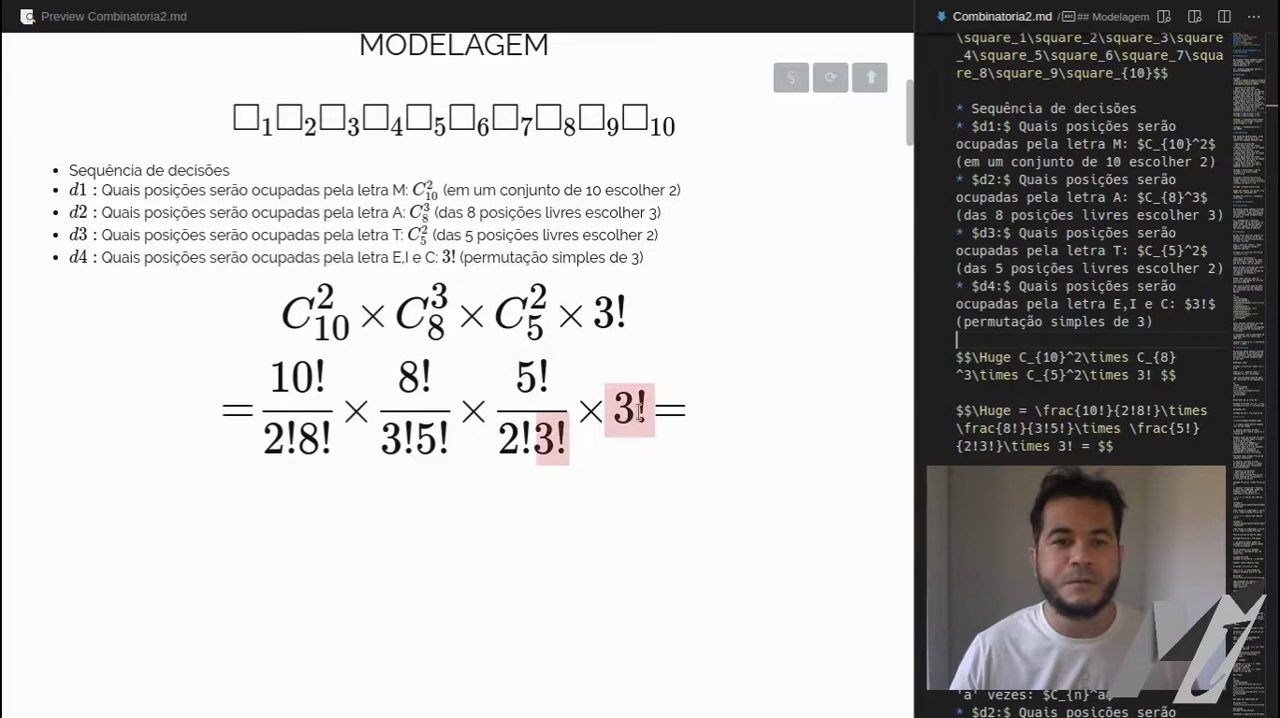 Preview Combinatoria2.md
MODELAGEM
□₁□₂□₃□₄□₅□₆□₇□₈□₉□₁₀
• Sequência de decisões
• d1 : Quais posições serão ocupadas pela letra M: C_{10}^2 (em um conjunto de 10 escolher 2)
• d2 : Quais posições serão ocupadas pela letra A: C_8^3 (das 8 posições livres escolher 3)
• d3 : Quais posições serão ocupadas pela letra T: C_5^2 (das 5 posições livres escolher 2)
• d4 : Quais posições serão ocupadas pela letra E,I e C: 3! (permutação simples de 3)
C_{10}^2 × C_8^3 × C_5^2 × 3!
= \frac{10!}{2!8!} × \frac{8!}{3!5!} × \frac{5!}{2!3!} × 3! =
Combinatoria2.md / ## Modelagem
\square_1\square_2\square_3\square
_4\square_5\square_6\square_7\squa
re_8\square_9\square_{10}$$
* Sequência de decisões
* $d1:$ Quais posições serão
ocupadas pela letra M: $C_{10}^2$
(em um conjunto de 10 escolher 2)
* $d2:$ Quais posições serão
ocupadas pela letra A: $C_{8}^3$
(das 8 posições livres escolher 3)
* $d3:$ Quais posições serão
ocupadas pela letra T: $C_{5}^2$
(das 5 posições livres escolher 2)
* $d4:$ Quais posições serão
ocupadas pela letra E,I e C: $3!$
(permutação simples de 3)
$$\Huge C_{10}^2\times C_{8}
^3\times C_{5}^2\times 3! $$
$$\Huge = \frac{10!}{2!8!}\times
\frac{8!}{3!5!}\times \frac{5!}
{2!3!}\times 3! = $$
'a' vezes: $C_{n}^a$
* $d2:$ Quais posições serão